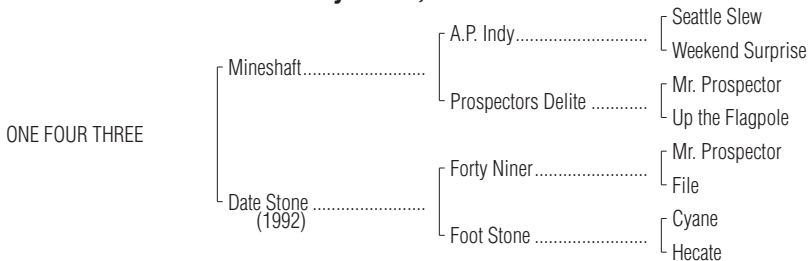 Seattle Slew
A.P. Indy..............................
Weekend Surprise
Mineshaft............................
Mr. Prospector
Prospectors Delite .............
Up the Flagpole
ONE FOUR THREE
Mr. Prospector
Forty Niner..........................
File
Date Stone ..........................
(1992)
Cyane
Foot Stone ..........................
Hecate